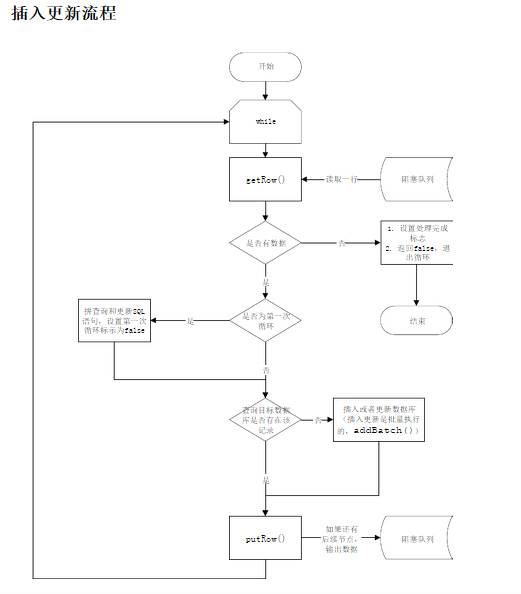 插入更新流程
开始
while
getRow()
读取一行
阻塞队列
是否有数据
否
1. 设置处理完成
标志
2. 返回false，退
出循环
是
结束
拼查询和更新SQL
语句，设置第一次
循环标示为false
是
是否为第一次
循环
否
查询目标数据
库是否存在该
记录
否
插入或者更新数据库
（插入更新是批量执行
的，addBatch()）
是
putRow()
如果还有
后续节点，
输出数据
阻塞队列